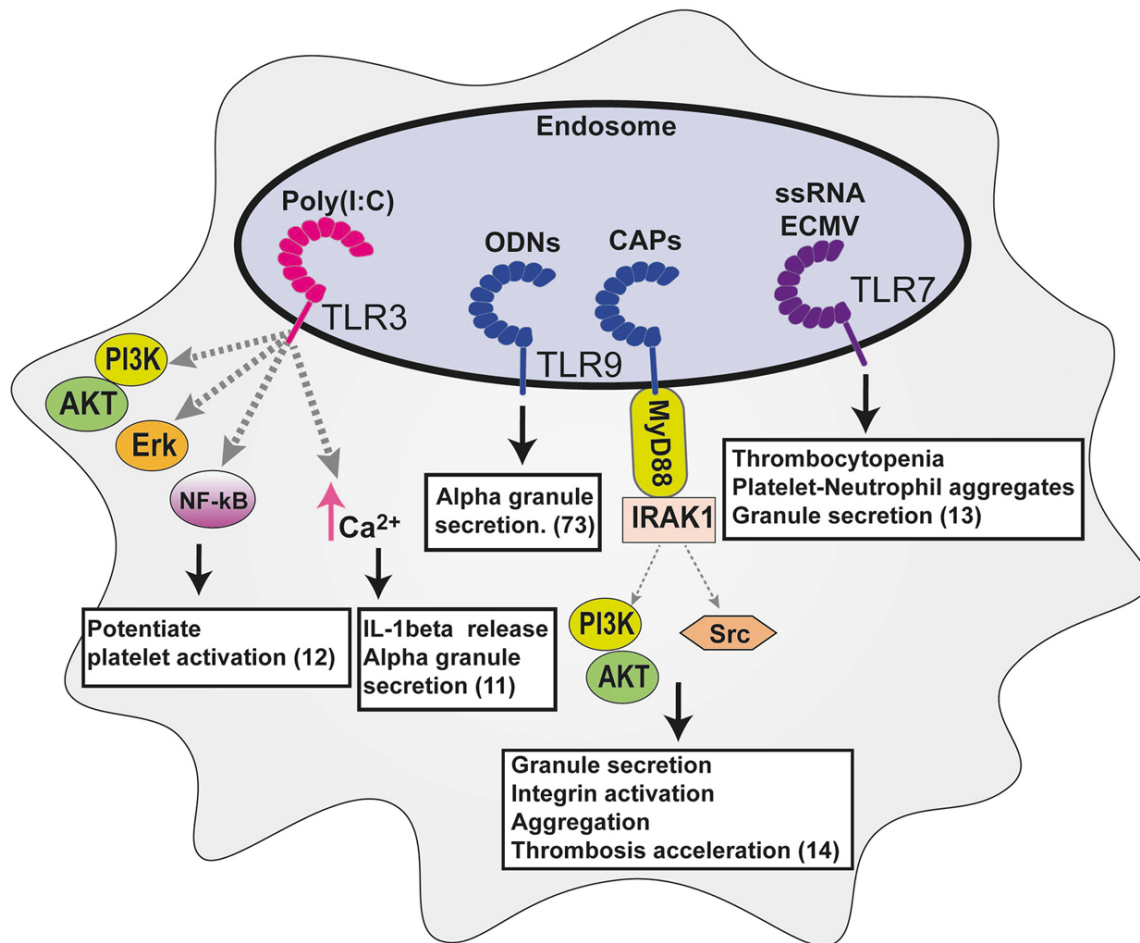 Endosome
Poly(I:C)
TLR3
ODNs
CAPs
TLR9
ssRNA
ECMV
TLR7
PI3K
AKT
Erk
NF-kB
Ca²⁺
MyD88
IRAK1
Potentiate
platelet activation (12)
IL-1beta release
Alpha granule
secretion (11)
Alpha granule
secretion. (73)
Thrombocytopenia
Platelet-Neutrophil aggregates
Granule secretion (13)
PI3K
AKT
Src
Granule secretion
Integrin activation
Aggregation
Thrombosis acceleration (14)